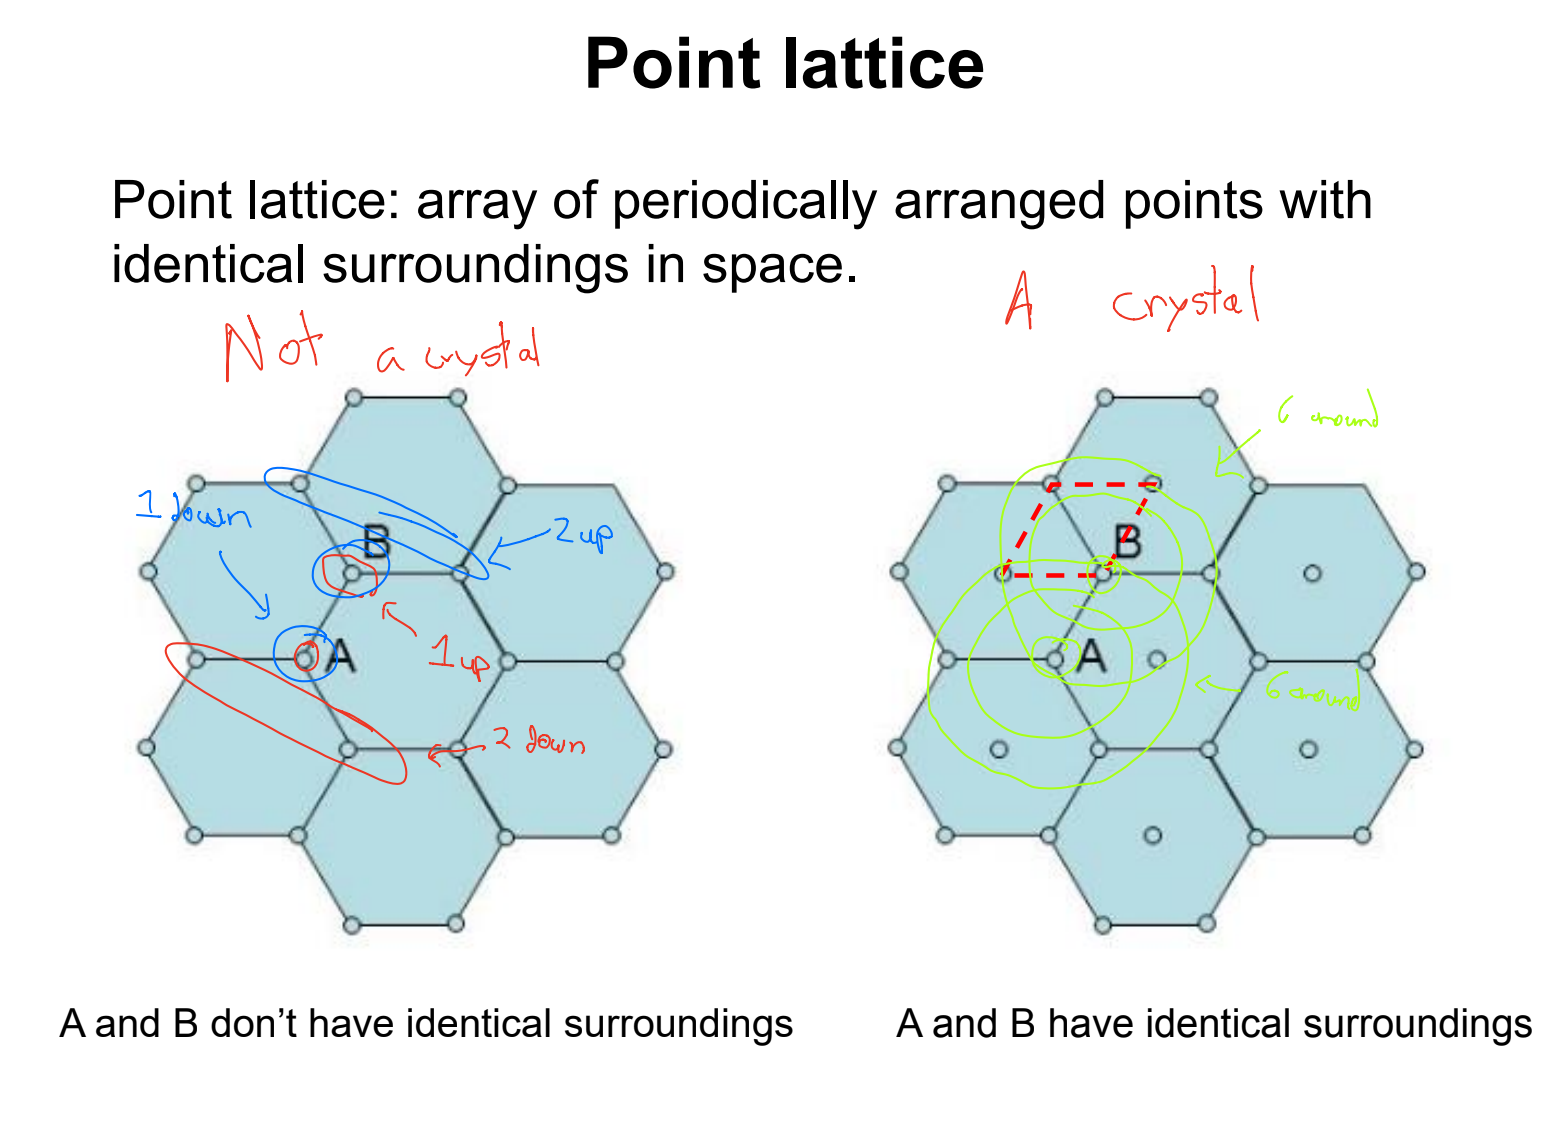 Point lattice
Point lattice: array of periodically arranged points with
identical surroundings in space.
Not a crystal
A crystal
1 down
B
2 up
A
1 up
2 down
6 around
B
A
6 around
A and B don’t have identical surroundings
A and B have identical surroundings